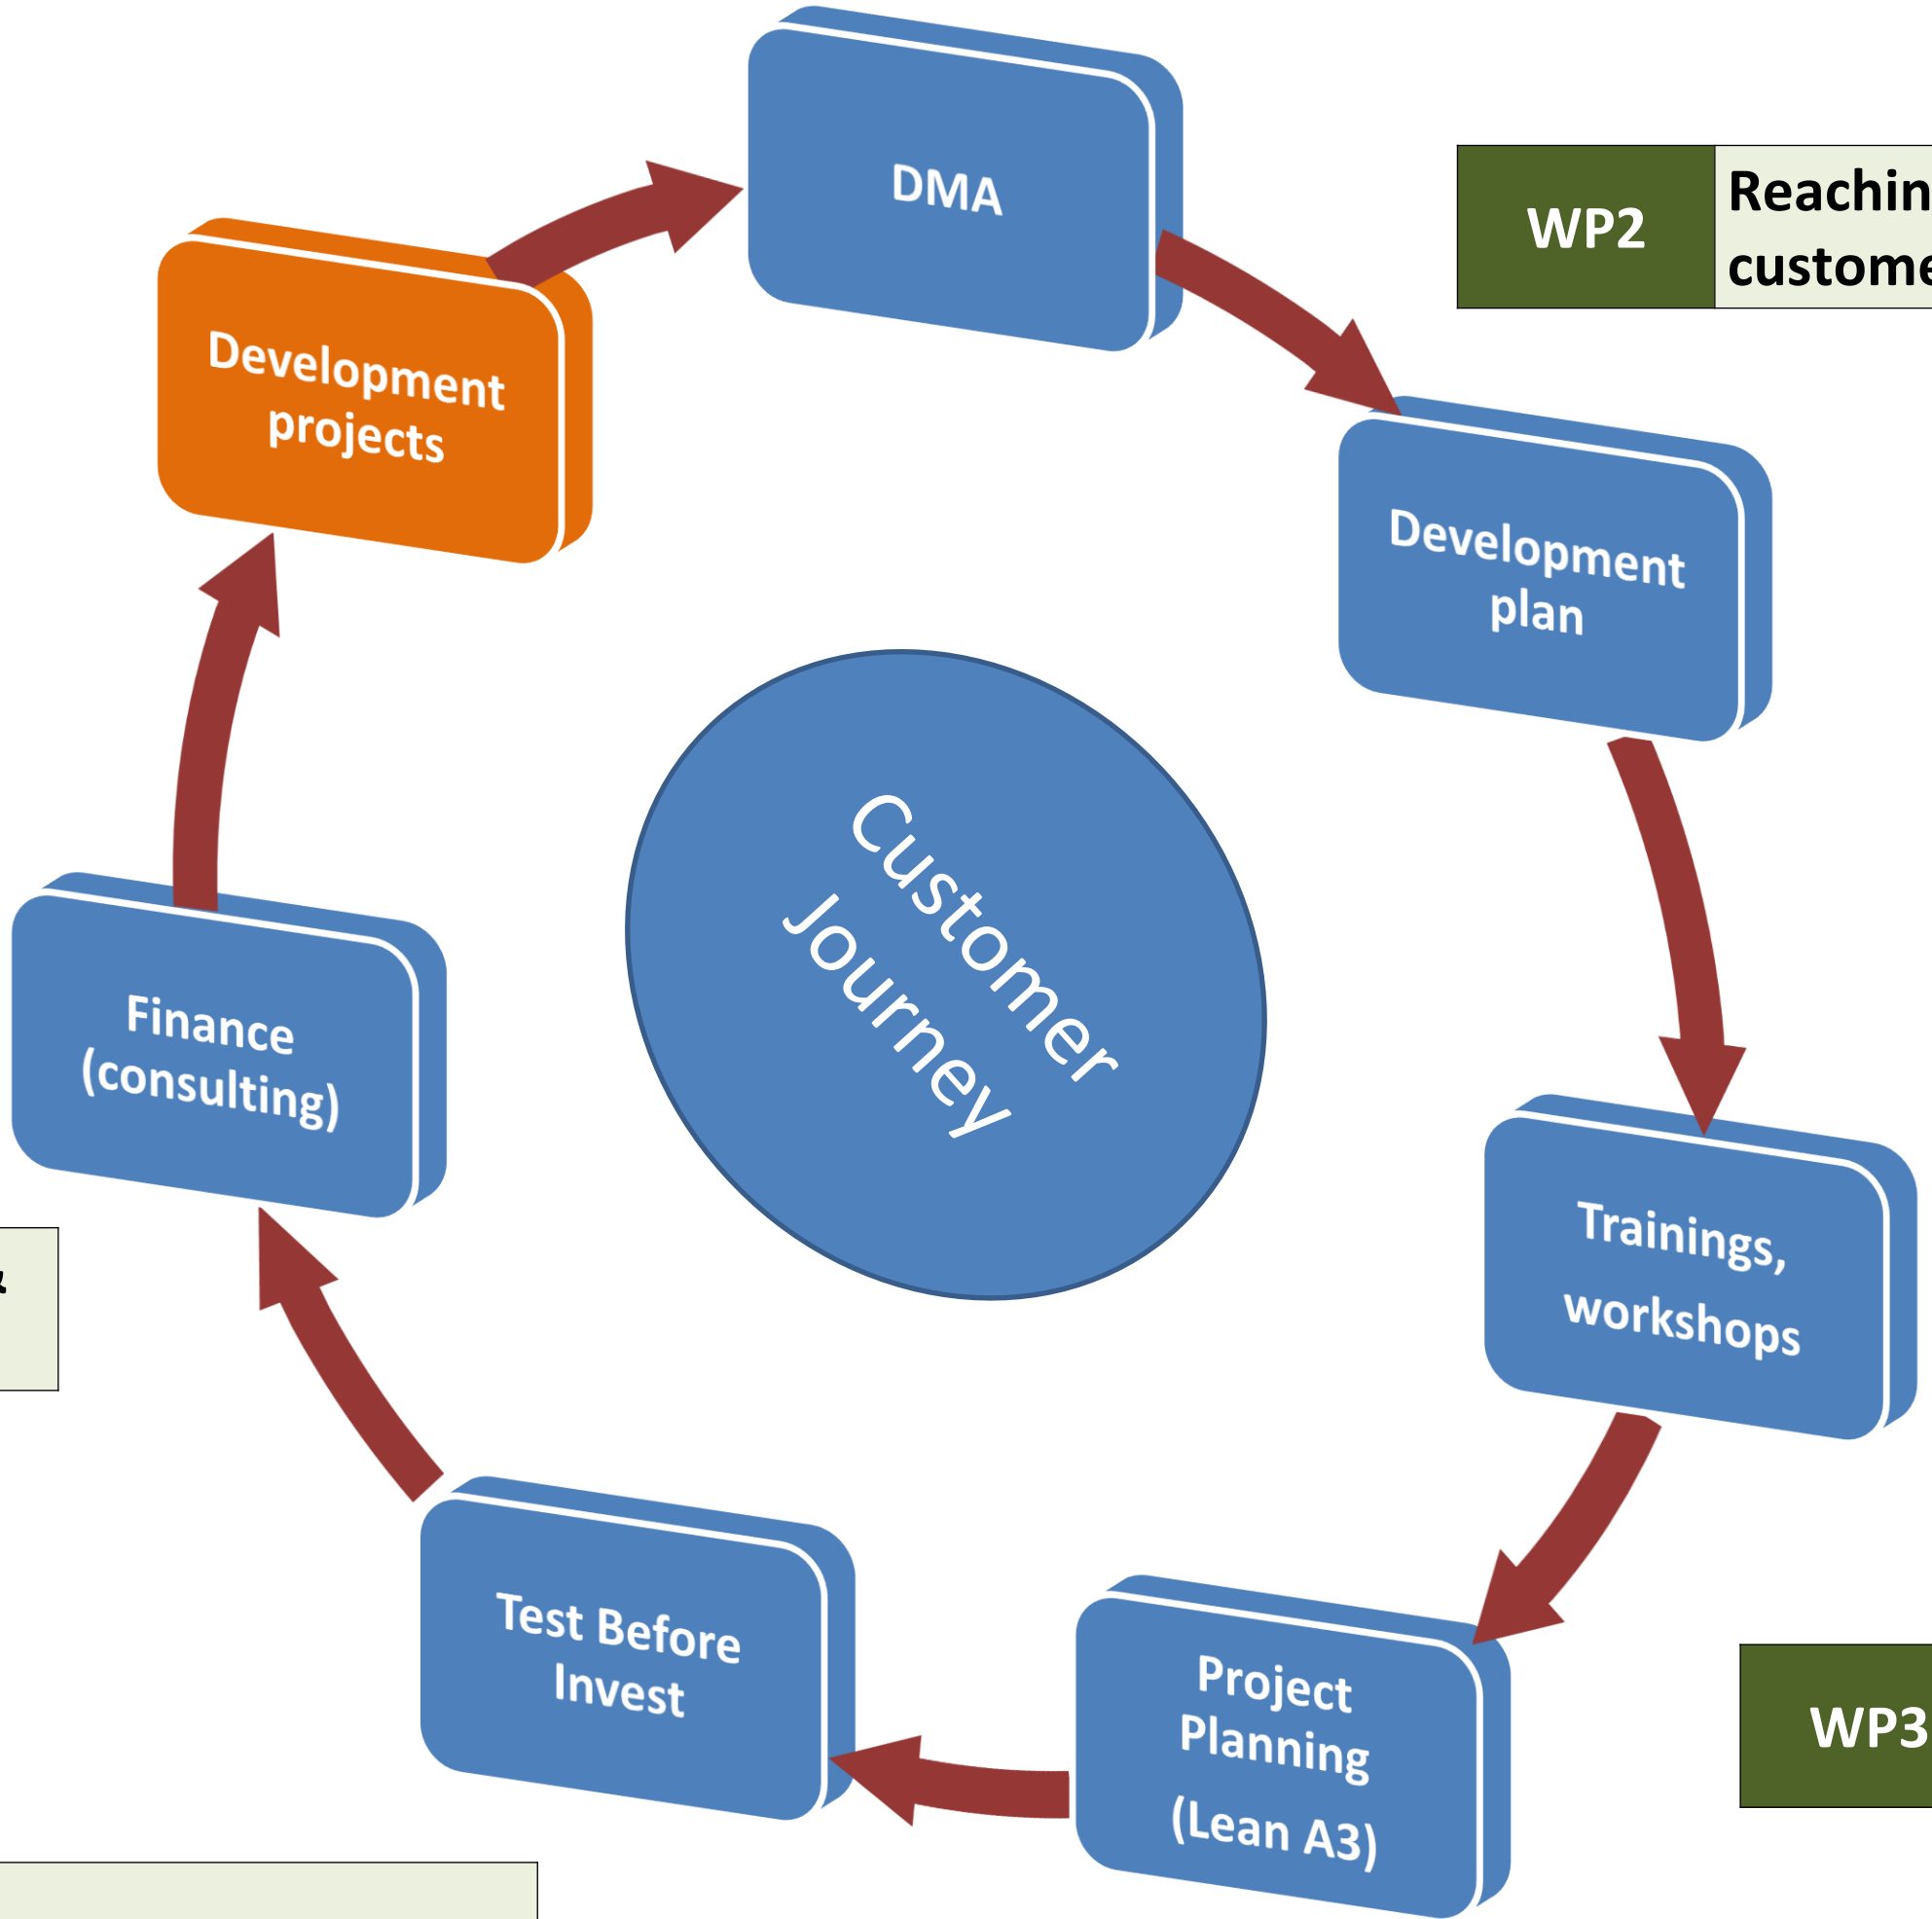 DMA
WP2
Development
projects
Development
plan
Customer
Journey
Finance
(consulting)
Trainings,
workshops
&
Test Before
Invest
Project
Planning
(Lean A3)
WP3